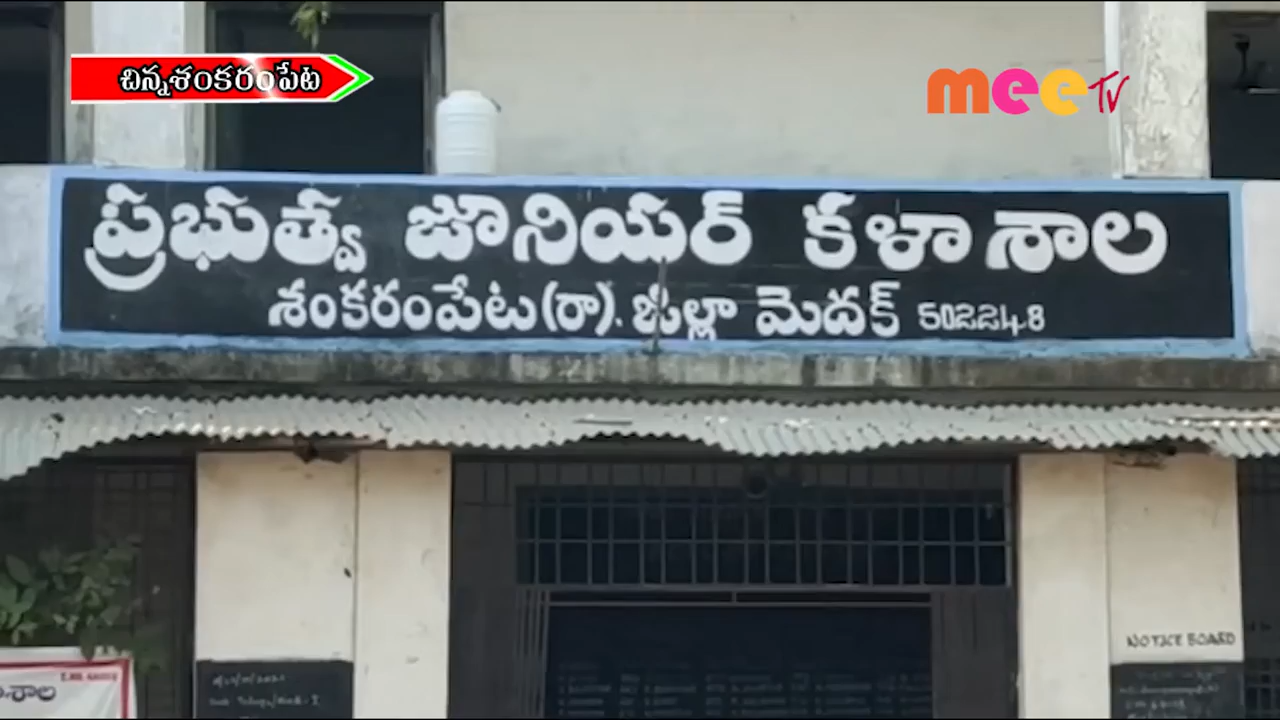 చిన్నశంకరంపేట
meeTV
ప్రభుత్వ జూనియర్ కళాశాల
శంకరంపేట(రా). జిల్లా మెదక్ 502248
NOTICE BOARD